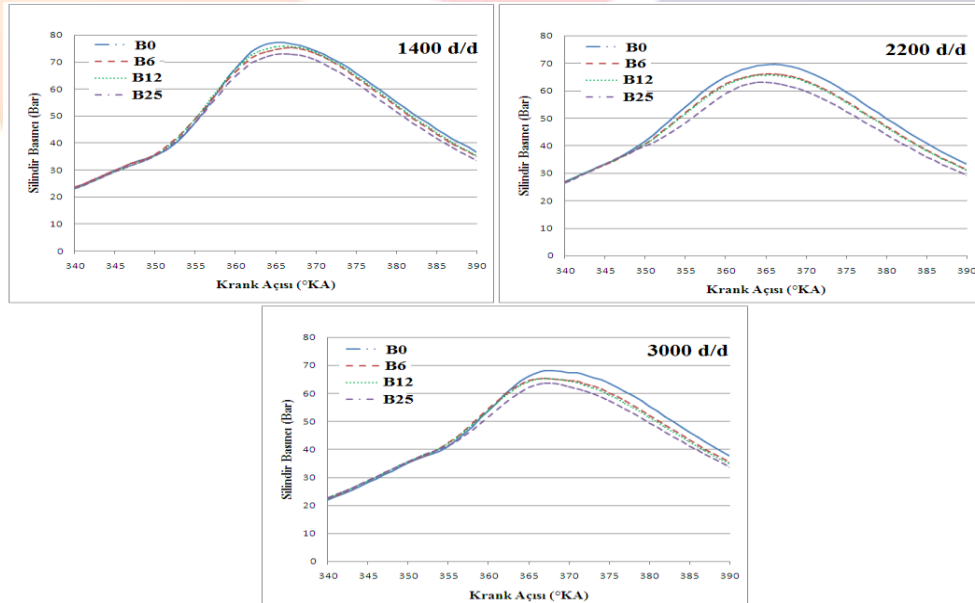 1400 d/d
B0
B6
B12
B25
Silindir Basıncı (Bar)
80
70
60
50
40
30
20
10
0
340 345 350 355 360 365 370 375 380 385 390
Krank Açısı (°KA)
2200 d/d
B0
B6
B12
B25
Silindir Basıncı (Bar)
80
70
60
50
40
30
20
10
0
340 345 350 355 360 365 370 375 380 385 390
Krank Açısı (°KA)
3000 d/d
B0
B6
B12
B25
Silindir Basıncı (Bar)
80
70
60
50
40
30
20
10
0
340 345 350 355 360 365 370 375 380 385 390
Krank Açısı (°KA)